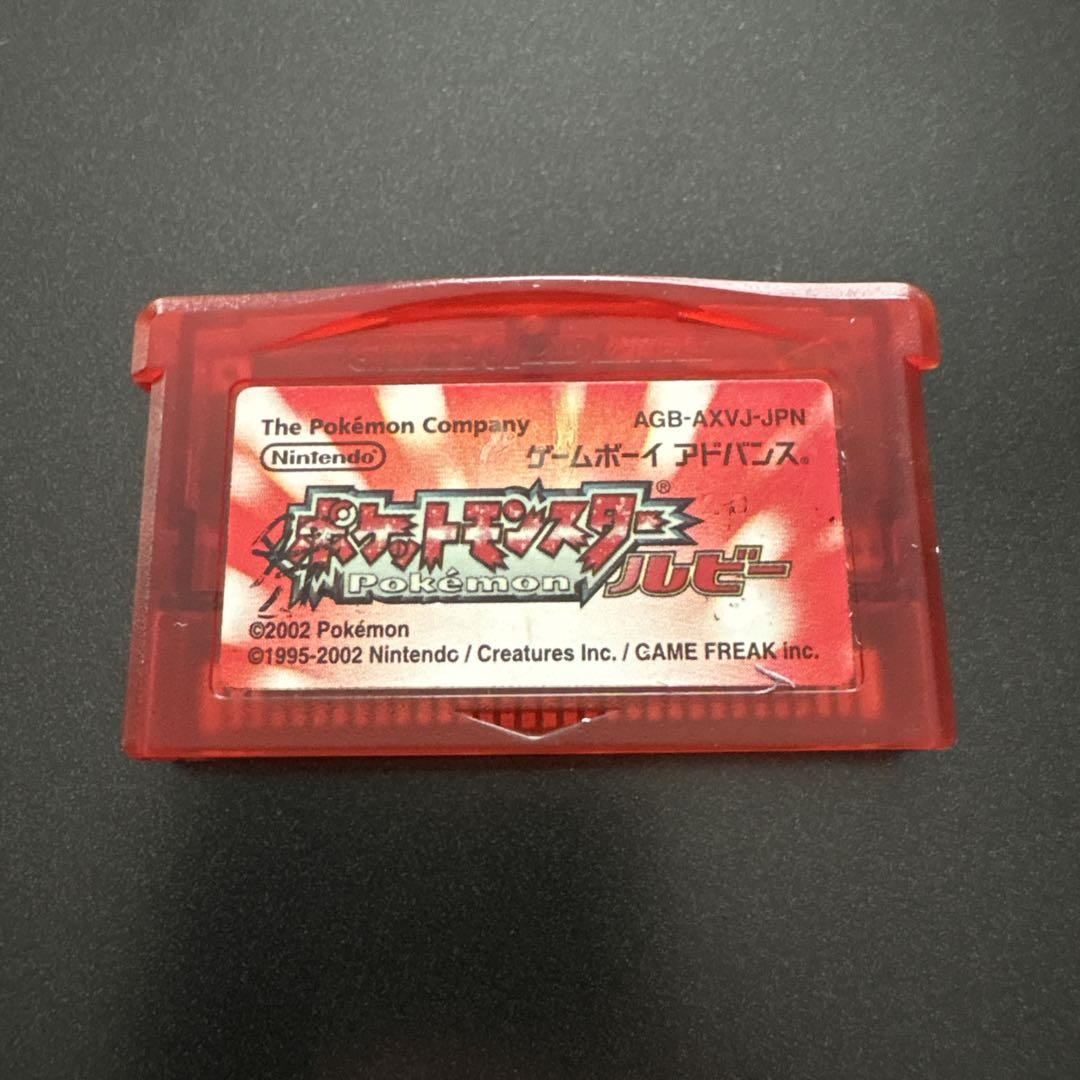 The Pokémon Company
AGB-AXVJ-JPN
Nintendo
ゲームボーイ アドバンス®
ポケットモンスター®
Pokémon
ルビー
©2002 Pokémon
©1995-2002 Nintendo / Creatures Inc. / GAME FREAK inc.